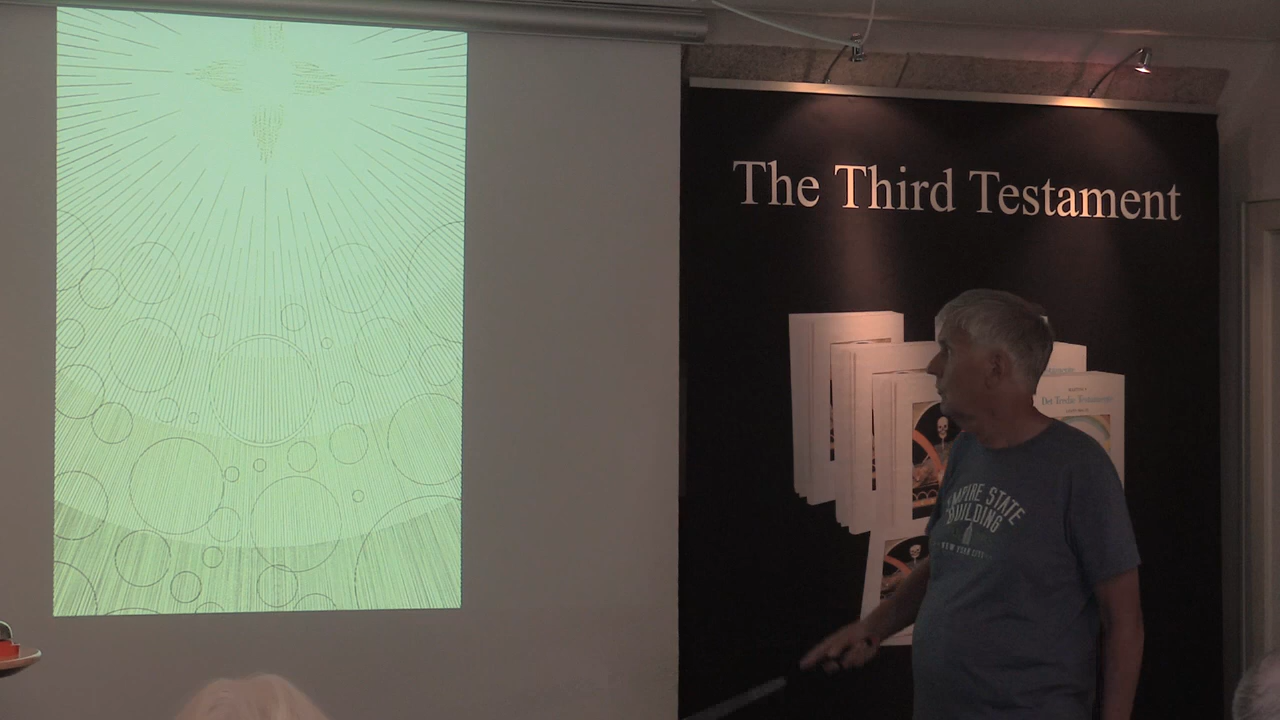 The Third Testament
Det Tredie Testamente
EMPIRE STATE
BUILDING
NEW YORK CITY